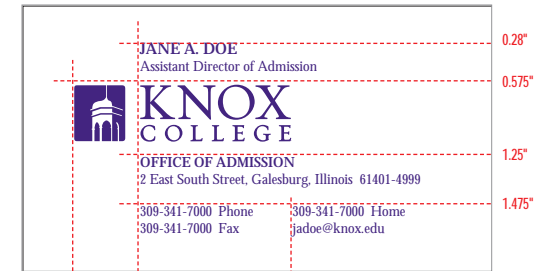 JANE A. DOE
0.28"
Assistant Director of Admission
0.575"
KNOX
COLLEGE
1.25"
OFFICE OF ADMISSION
2 East South Street, Galesburg, Illinois 61401-4999
1.475"
309-341-7000 Phone 309-341-7000 Home
309-341-7000 Fax jadoe@knox.edu